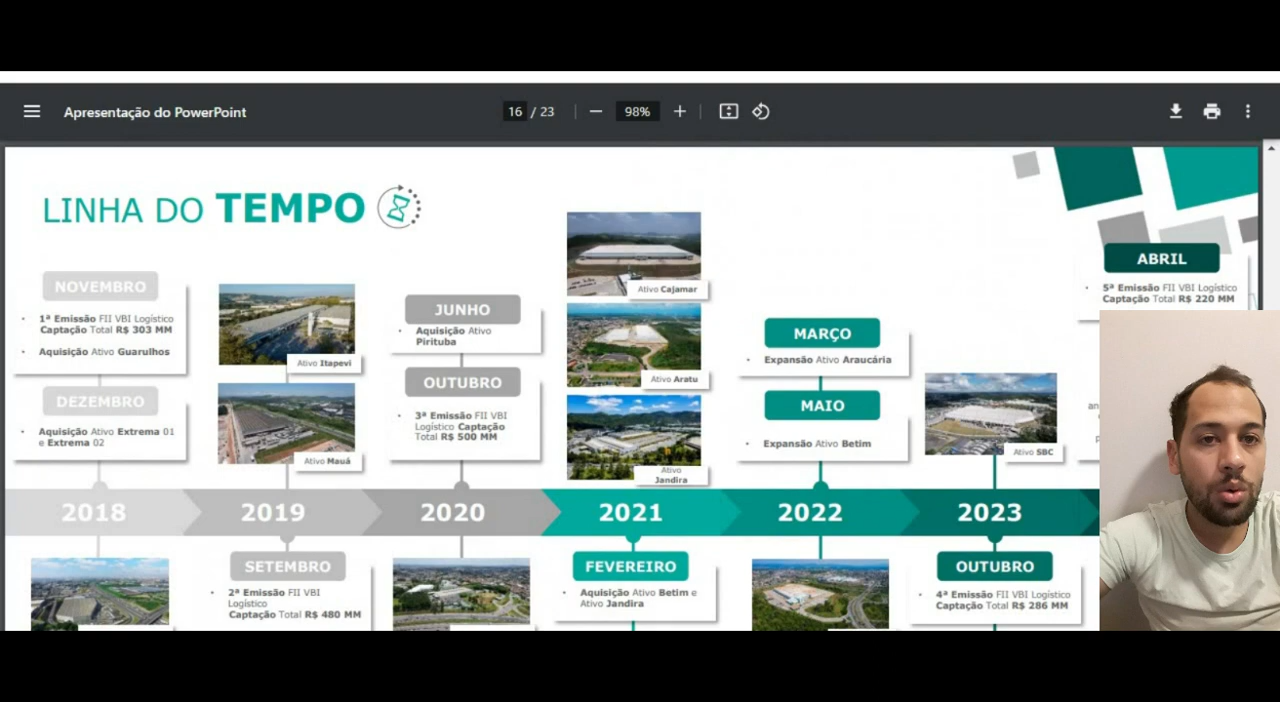 Apresentação do PowerPoint
16 / 23
98%
LINHA DO TEMPO
NOVEMBRO
1ª Emissão FII VBI Logístico
Captação Total R$ 303 MM
Aquisição Ativo Guarulhos
DEZEMBRO
Aquisição Ativo Extrema 01
e Extrema 02
Ativo Itapevi
Ativo Mauá
JUNHO
Aquisição Ativo
Pirituba
OUTUBRO
3ª Emissão FII VBI
Logístico Captação
Total R$ 500 MM
Ativo Cajamar
Ativo Aratu
Ativo
Jandira
MARÇO
Expansão Ativo Araucária
MAIO
Expansão Ativo Betim
Ativo SBC
ABRIL
5ª Emissão FII VBI Logístico
Captação Total R$ 220 MM
2018
2019
2020
2021
2022
2023
SETEMBRO
2ª Emissão FII VBI
Logístico
Captação Total R$ 480 MM
FEVEREIRO
Aquisição Ativo Betim e
Ativo Jandira
OUTUBRO
4ª Emissão FII VBI Logístico
Captação Total R$ 286 MM